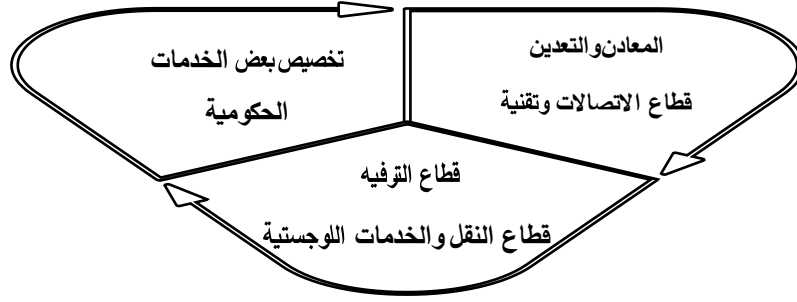 المعادن والتعدين
قطاع الاتصالات وتقنية
تخصيص بعض الخدمات
الحكومية
قطاع الترفيه
قطاع النقل والخدمات اللوجستية